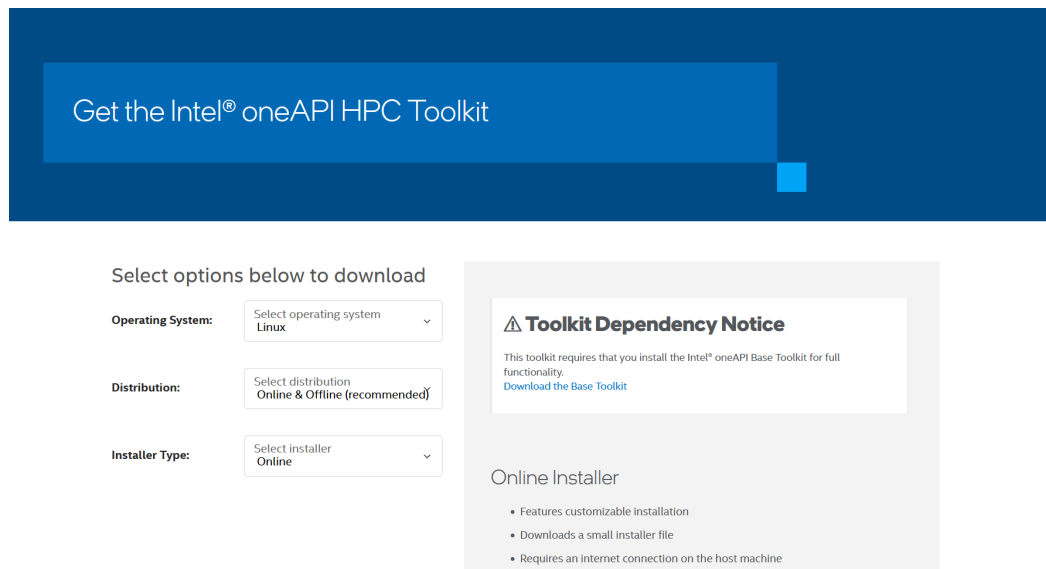 Get the Intel® oneAPI HPC Toolkit
Select options below to download
Operating System:
Select operating system
Linux
Distribution:
Select distribution
Online & Offline (recommended)
Installer Type:
Select installer
Online
⚠ Toolkit Dependency Notice
This toolkit requires that you install the Intel® oneAPI Base Toolkit for full
functionality.
Download the Base Toolkit
Online Installer
• Features customizable installation
• Downloads a small installer file
• Requires an internet connection on the host machine